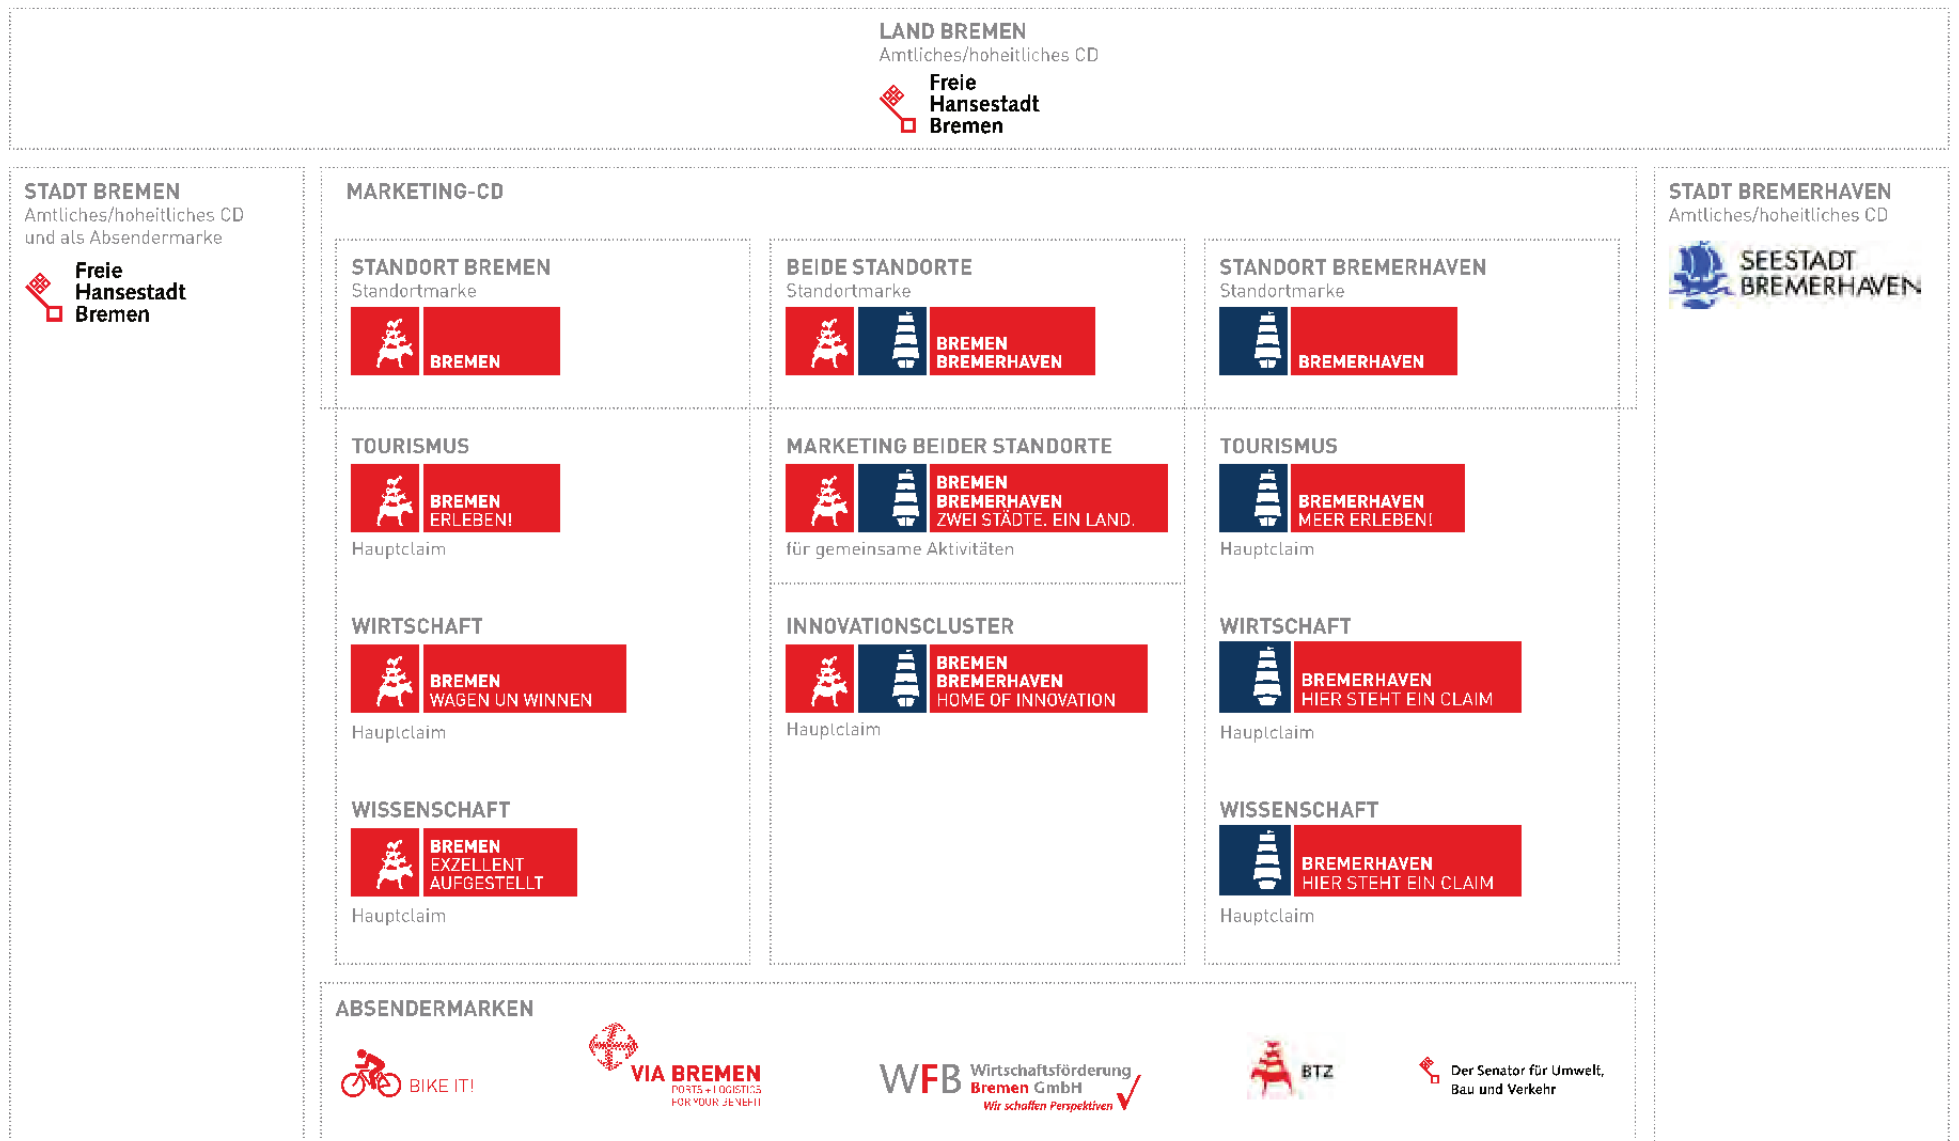 LAND BREMEN
Amtliches/hoheitliches CD
Freie
Hansestadt
Bremen
STADT BREMEN
Amtliches/hoheitliches CD
und als Absendermarke
Freie
Hansestadt
Bremen
MARKETING-CD
STANDORT BREMEN
Standortmarke
BREMEN
TOURISMUS
BREMEN
ERLEBEN!
Hauptclaim
WIRTSCHAFT
BREMEN
WAGEN UN WINNEN
Hauptclaim
WISSENSCHAFT
BREMEN
EXZELLENT
AUFGESTELLT
Hauptclaim
BEIDE STANDORTE
Standortmarke
BREMEN
BREMERHAVEN
MARKETING BEIDER STANDORTE
BREMEN
BREMERHAVEN
ZWEI STÄDTE. EIN LAND.
für gemeinsame Aktivitäten
INNOVATIONSCLUSTER
BREMEN
BREMERHAVEN
HOME OF INNOVATION
Hauptclaim
STANDORT BREMERHAVEN
Standortmarke
BREMERHAVEN
TOURISMUS
BREMERHAVEN
MEER ERLEBEN!
Hauptclaim
WIRTSCHAFT
BREMERHAVEN
HIER STEHT EIN CLAIM
Hauptclaim
WISSENSCHAFT
BREMERHAVEN
HIER STEHT EIN CLAIM
Hauptclaim
STADT BREMERHAVEN
Amtliches/hoheitliches CD
SEESTADT
BREMERHAVEN
ABSENDERMARKEN
BIKE IT!
VIA BREMEN
PORTS + LOGISTICS
FOR YOUR BENEFIT
WFB Wirtschaftsförderung
Bremen GmbH
Wir schaffen Perspektiven
BTZ
Der Senator für Umwelt,
Bau und Verkehr